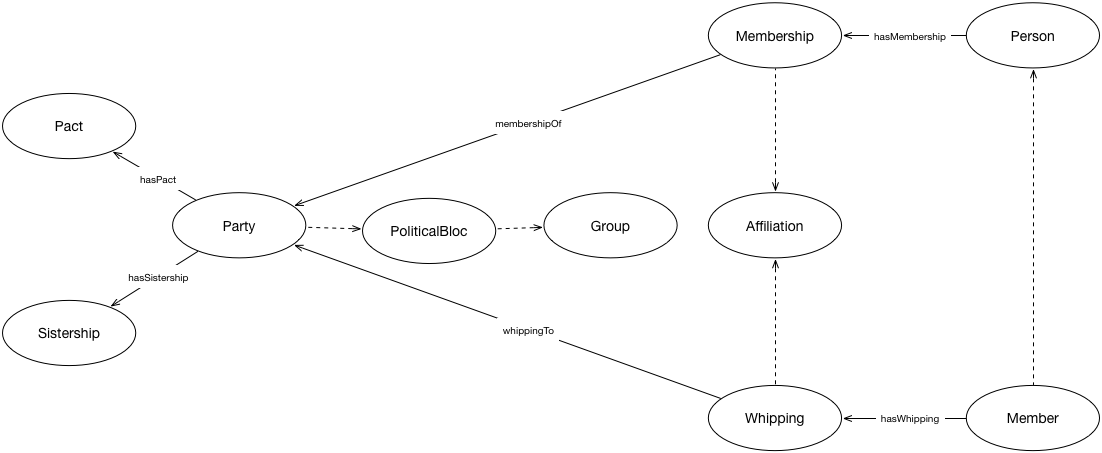 Membership
hasMembership
Person
Pact
membershipOf
hasPact
Party
PoliticalBloc
Group
Affiliation
hasSistership
Sistership
whippingTo
Whipping
hasWhipping
Member